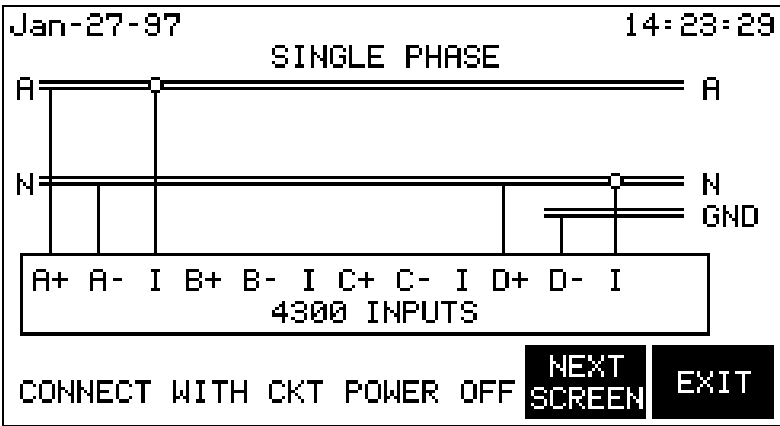 Jan-27-97 14:23:29
SINGLE PHASE
A A
N N
GND
A+ A- I B+ B- I C+ C- I D+ D- I
4300 INPUTS
CONNECT WITH CKT POWER OFF
NEXT
SCREEN
EXIT